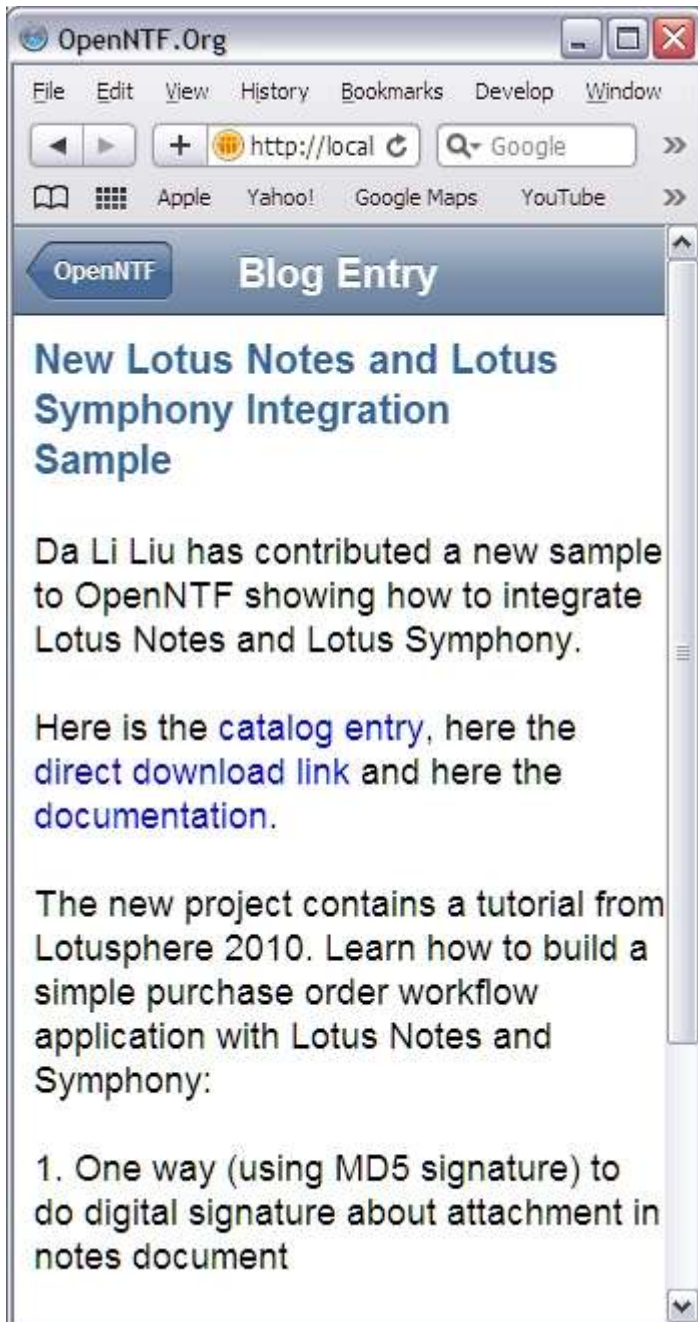 OpenNTF.Org
File Edit View History Bookmarks Develop Window
http://local Google
Apple Yahoo! Google Maps YouTube
OpenNTF Blog Entry
New Lotus Notes and Lotus
Symphony Integration
Sample
Da Li Liu has contributed a new sample
to OpenNTF showing how to integrate
Lotus Notes and Lotus Symphony.
Here is the catalog entry, here the
direct download link and here the
documentation.
The new project contains a tutorial from
Lotusphere 2010. Learn how to build a
simple purchase order workflow
application with Lotus Notes and
Symphony:
1. One way (using MD5 signature) to
do digital signature about attachment in
notes document